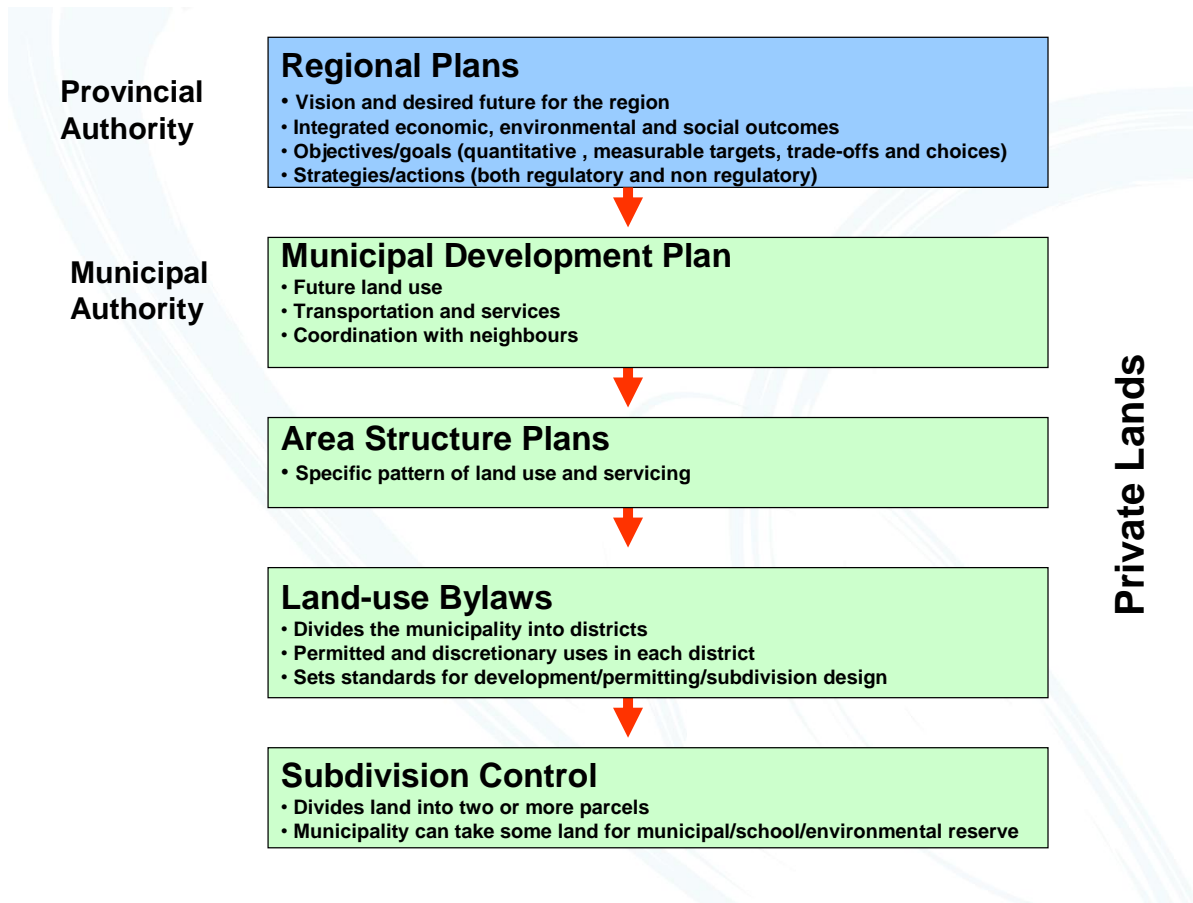 Provincial
Authority
Regional Plans
• Vision and desired future for the region
• Integrated economic, environmental and social outcomes
• Objectives/goals (quantitative , measurable targets, trade-offs and choices)
• Strategies/actions (both regulatory and non regulatory)
Municipal
Authority
Municipal Development Plan
• Future land use
• Transportation and services
• Coordination with neighbours
Area Structure Plans
• Specific pattern of land use and servicing
Land-use Bylaws
• Divides the municipality into districts
• Permitted and discretionary uses in each district
• Sets standards for development/permitting/subdivision design
Subdivision Control
• Divides land into two or more parcels
• Municipality can take some land for municipal/school/environmental reserve
Private Lands